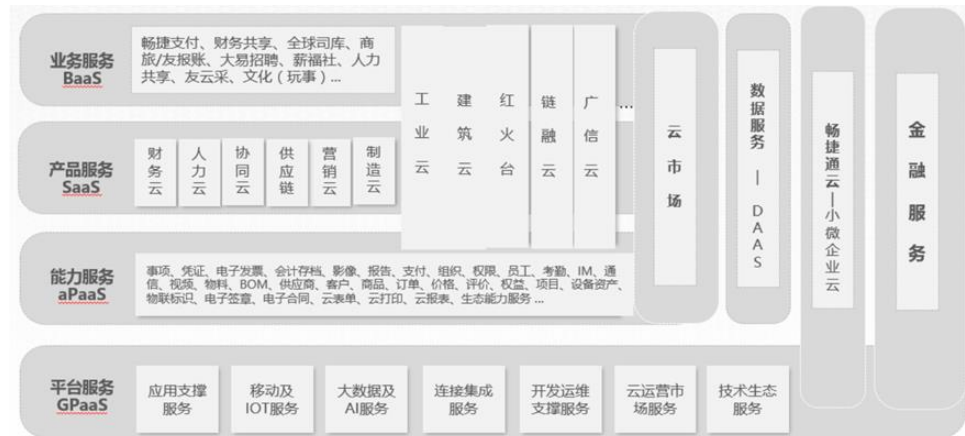 业务服务
BaaS
畅捷支付、财务共享、全球司库、商
旅/友报账、大易招聘、薪福社、人力
共享、友云采、文化（玩事）...
产品服务
SaaS
财务云
人力云
协同云
供应链
营销云
制造云
工业云
建筑云
红火台
链融云
广信云
...
能力服务
aPaaS
事项、凭证、电子发票、会计存档、影像、报告、支付、组织、权限、员工、考勤、IM、通
信、视频、物料、BOM、供应商、客户、商品、订单、价格、评价、权益、项目、设备资产、
物联标识、电子签章、电子合同、云表单、云打印、云报表、生态能力服务 ...
平台服务
GPaaS
应用支撑
服务
移动及
IOT服务
大数据及
AI服务
连接集成
服务
开发运维
支撑服务
云运营市
场服务
技术生态
服务
云市场
数据服务｜DAAS
畅捷通云｜小微企业云
金融服务